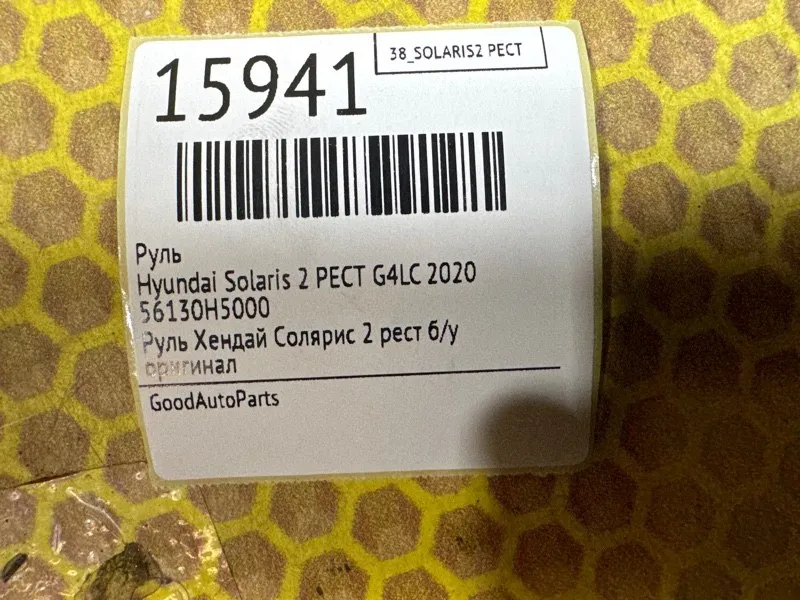 38_SOLARIS2 РЕСТ
15941
Руль
Hyundai Solaris 2 РЕСТ G4LC 2020
56130H5000
Руль Хендай Солярис 2 рест б/у
оригинал
GoodAutoParts